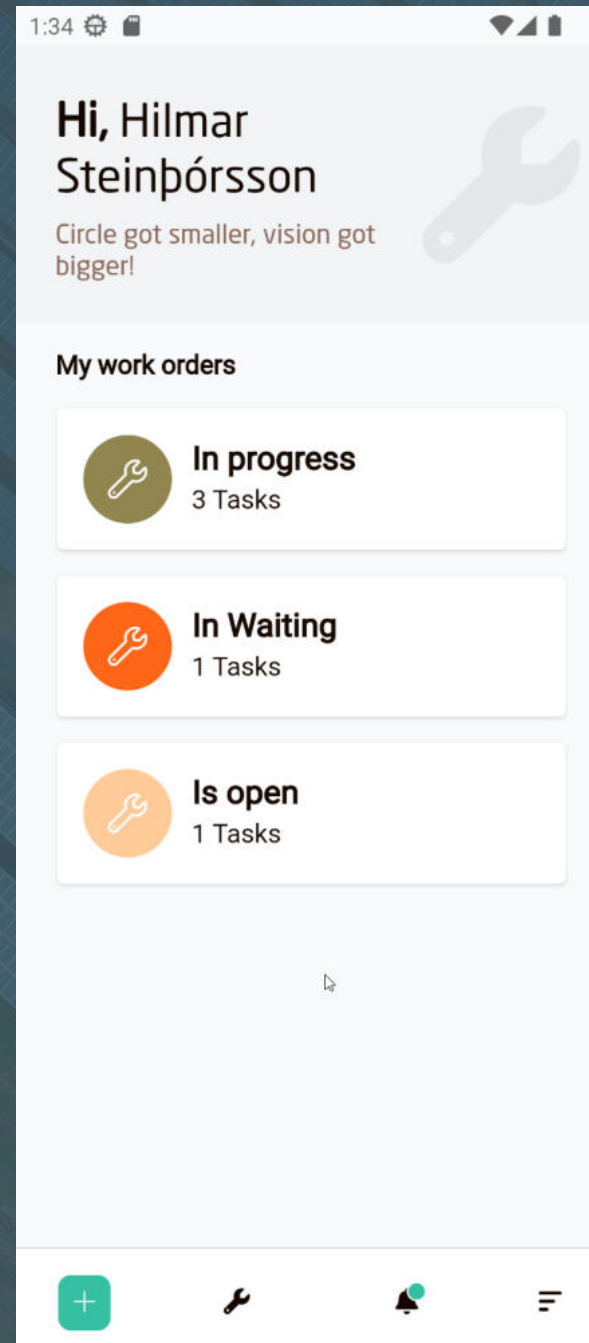 1:34
Hi, Hilmar
Steinþórsson
Circle got smaller, vision got
bigger!
My work orders
In progress
3 Tasks
In Waiting
1 Tasks
Is open
1 Tasks